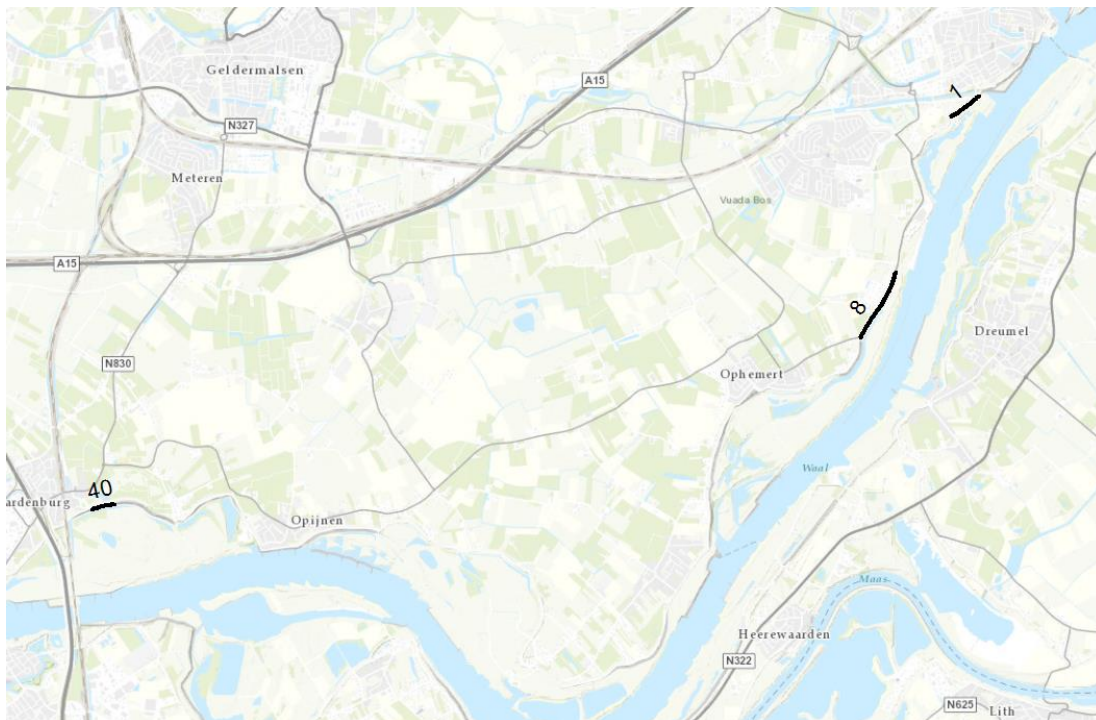 Geldermalsen
A15
1
N327
Meteren
Vuada Bos
A15
8
Dreumel
N830
Ophemert
Waal
40
ardenburg
Opijnen
Maas
Heerewaarden
N322
N625
Lith